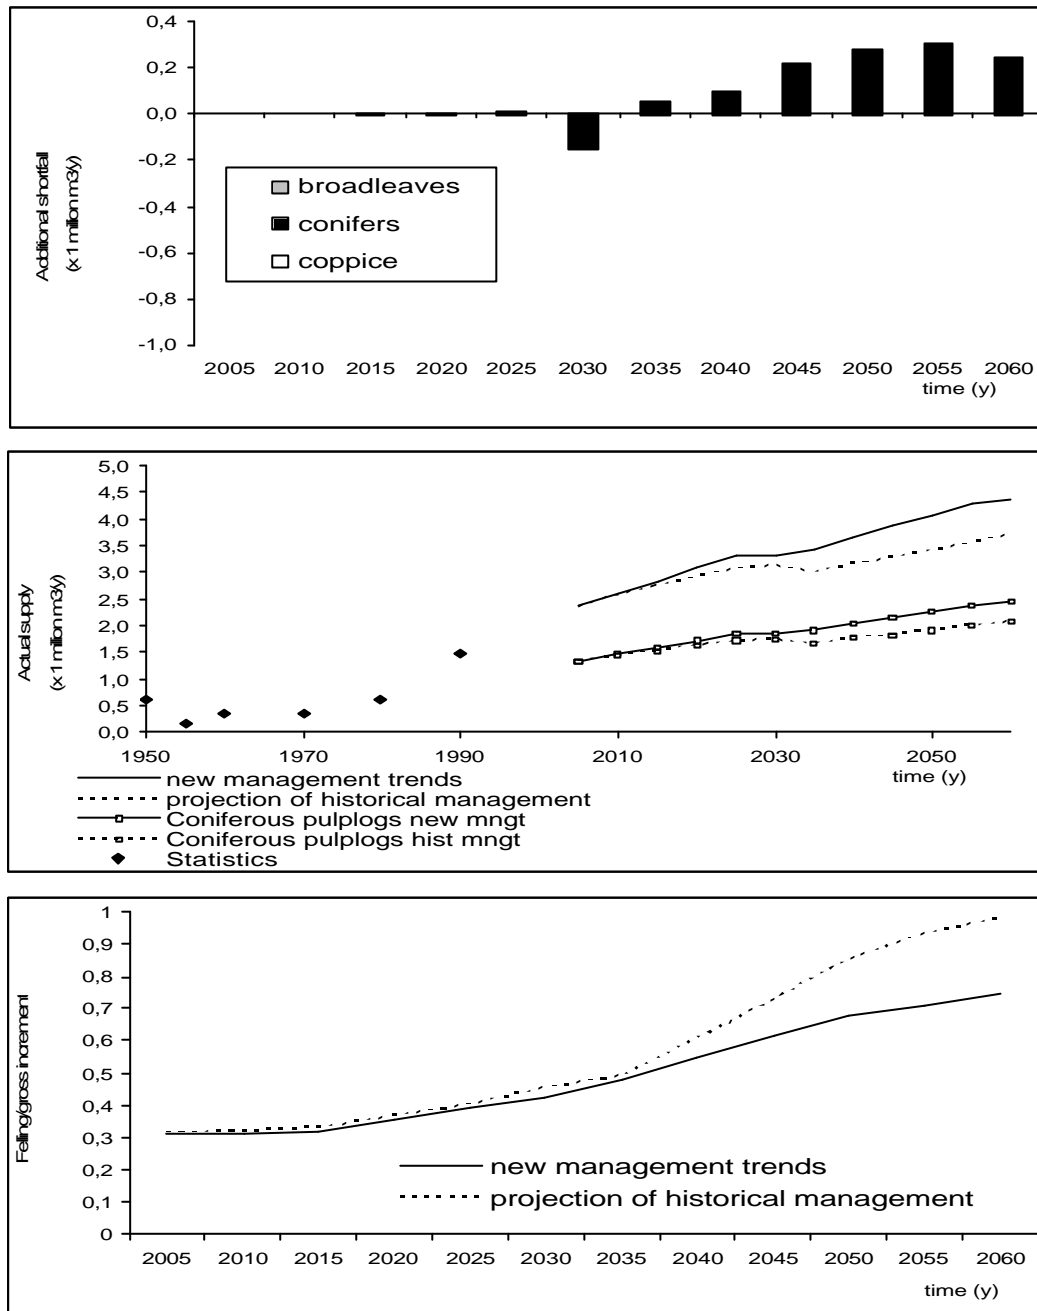 0,4
0,2
0,0
-0,2
-0,4
-0,6
-0,8
-1,0
Additional shortfall
(x 1 million m3/y)
broadleaves
conifers
coppice
2005 2010 2015 2020 2025 2030 2035 2040 2045 2050 2055 2060
time (y)
5,0
4,5
4,0
3,5
3,0
2,5
2,0
1,5
1,0
0,5
0,0
Actual supply
(x 1 million m3/y)
1950 1970 1990 2010 2030 2050
time (y)
new management trends
projection of historical management
Coniferous pulplogs new mngt
Coniferous pulplogs hist mngt
Statistics
1
0,9
0,8
0,7
0,6
0,5
0,4
0,3
0,2
0,1
0
Felling/gross increment
new management trends
projection of historical management
2005 2010 2015 2020 2025 2030 2035 2040 2045 2050 2055 2060
time (y)